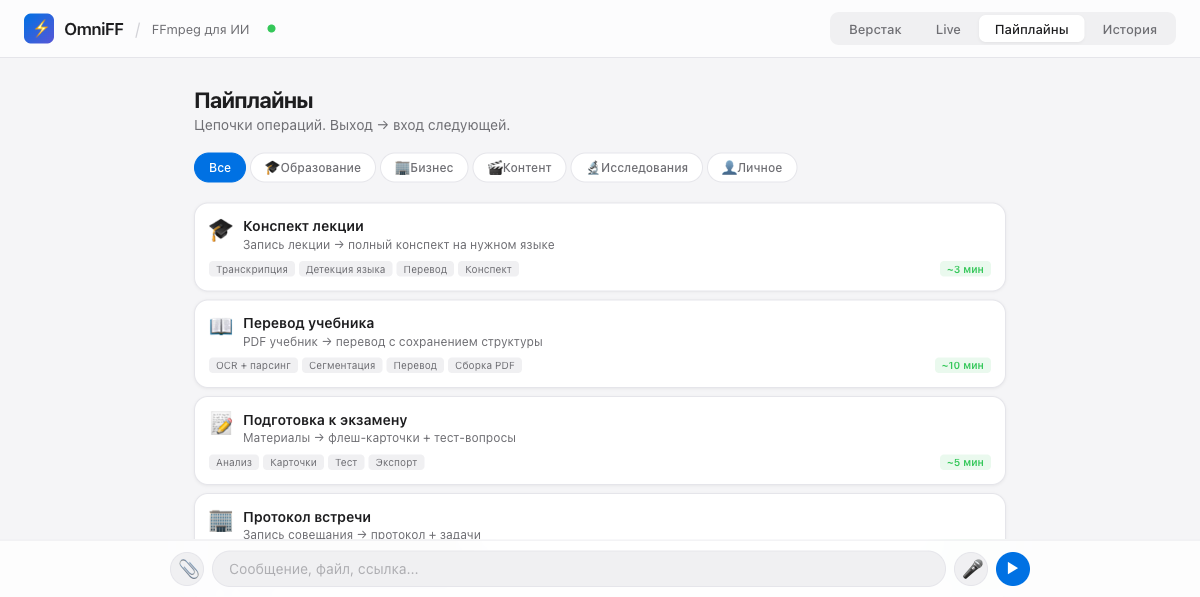 OmniFF / FFmpeg для ИИ
Верстак Live Пайплайны История
Пайплайны
Цепочки операций. Выход → вход следующей.
Все Образование Бизнес Контент Исследования Личное
Конспект лекции
Запись лекции → полный конспект на нужном языке
Транскрипция Детекция языка Перевод Конспект ~3 мин
Перевод учебника
PDF учебник → перевод с сохранением структуры
OCR + парсинг Сегментация Перевод Сборка PDF ~10 мин
Подготовка к экзамену
Материалы → флеш-карточки + тест-вопросы
Анализ Карточки Тест Экспорт ~5 мин
Протокол встречи
Запись совещания → протокол + задачи
Сообщение, файл, ссылка...